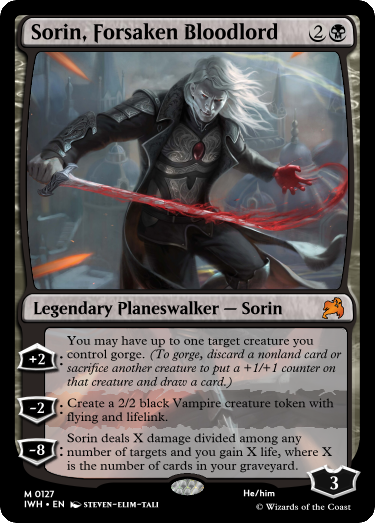 Sorin, Forsaken Bloodlord 2
Legendary Planeswalker — Sorin
+2: You may have up to one target creature you
control gorge. (To gorge, discard a nonland card or
sacrifice another creature to put a +1/+1 counter on
that creature and draw a card.)
-2: Create a 2/2 black Vampire creature token with
flying and lifelink.
-8: Sorin deals X damage divided among any
number of targets and you gain X life, where X
is the number of cards in your graveyard.
3
M 0127 He/him
IWH • EN STEVEN-ELIM-TALI © Wizards of the Coast